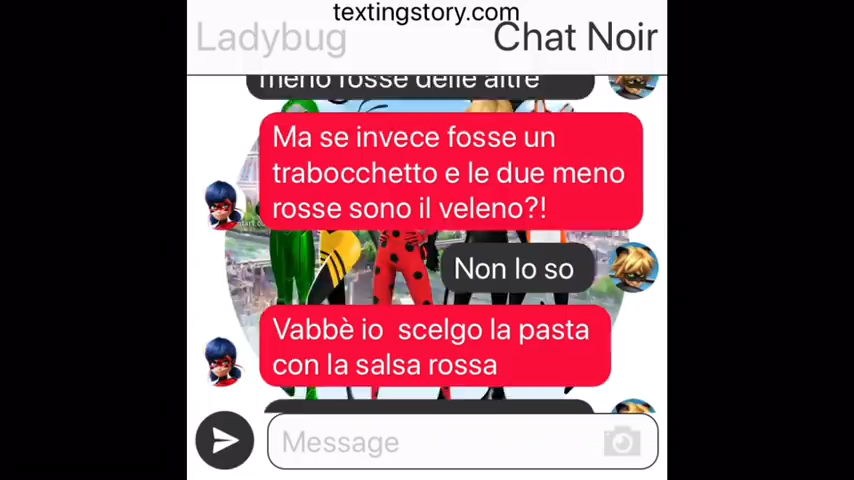 textingstory.com
Ladybug
Chat Noir
meno rosse delle altre
Ma se invece fosse un
trabocchetto e le due meno
rosse sono il veleno?!
Non lo so
Vabbè io  scelgo la pasta
con la salsa rossa
Message